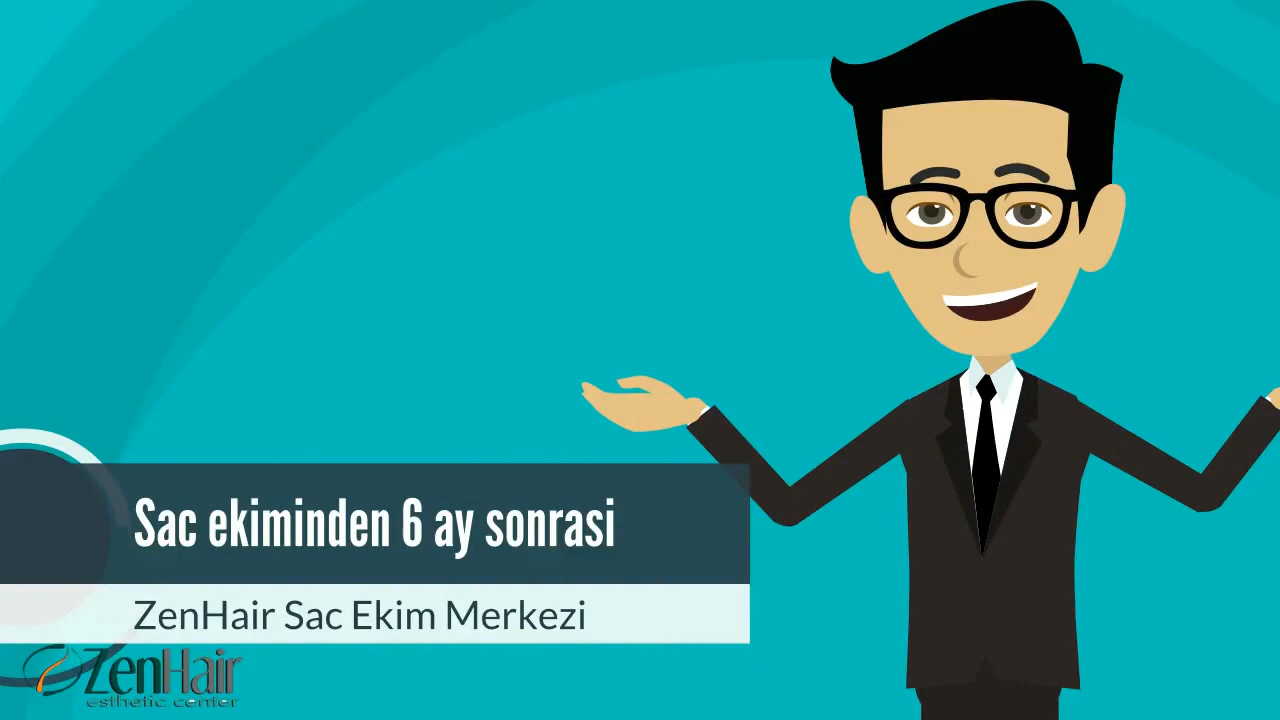 Sac ekiminden 6 ay sonrasi
ZenHair Sac Ekim Merkezi
ZenHair
esthetic center